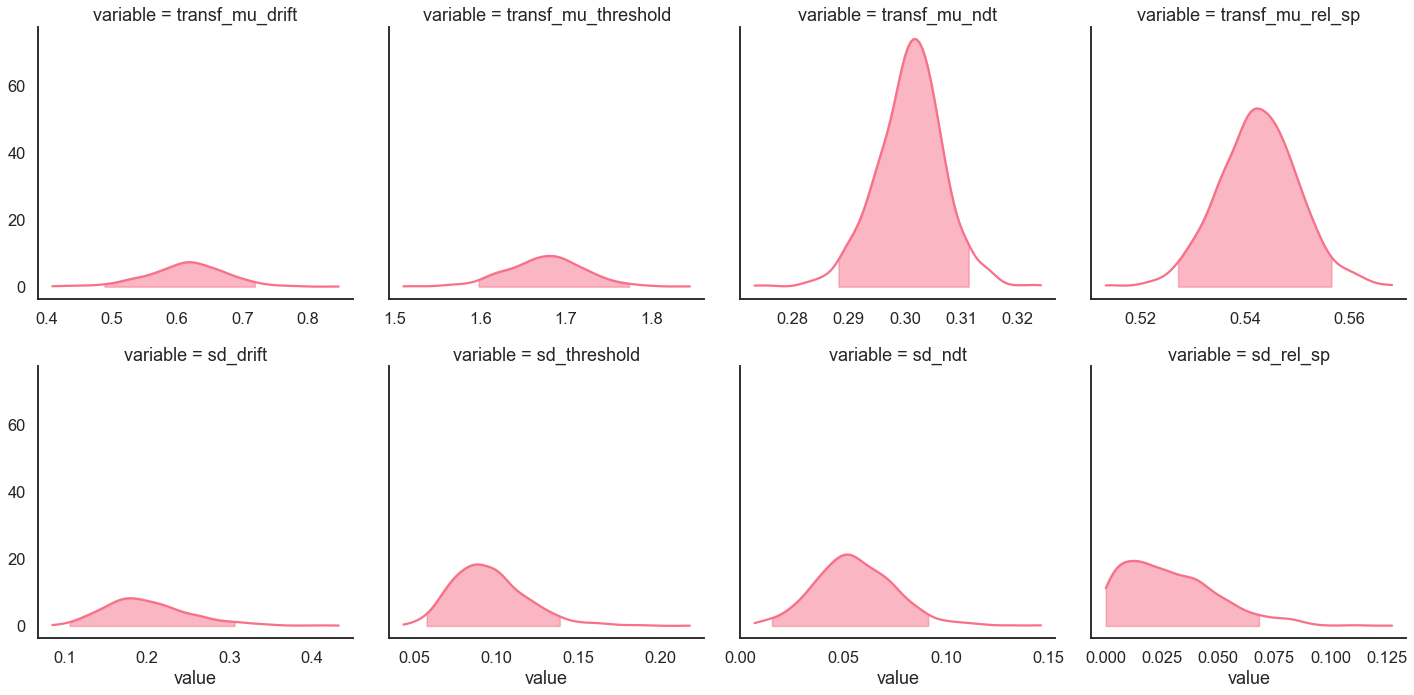 variable = transf_mu_drift
variable = transf_mu_threshold
variable = transf_mu_ndt
variable = transf_mu_rel_sp
60
40
20
0
0.4 0.5 0.6 0.7 0.8
1.5 1.6 1.7 1.8
0.28 0.29 0.30 0.31 0.32
0.52 0.54 0.56
variable = sd_drift
variable = sd_threshold
variable = sd_ndt
variable = sd_rel_sp
60
40
20
0
0.1 0.2 0.3 0.4
0.05 0.10 0.15 0.20
0.00 0.05 0.10 0.15
0.000 0.025 0.050 0.075 0.100 0.125
value
value
value
value